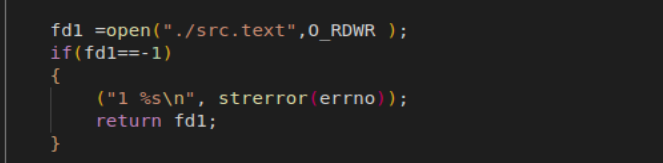 fd1 =open("./src.text",O_RDWR );
if(fd1==-1)
{
("1 %s\n", strerror(errno));
return fd1;
}